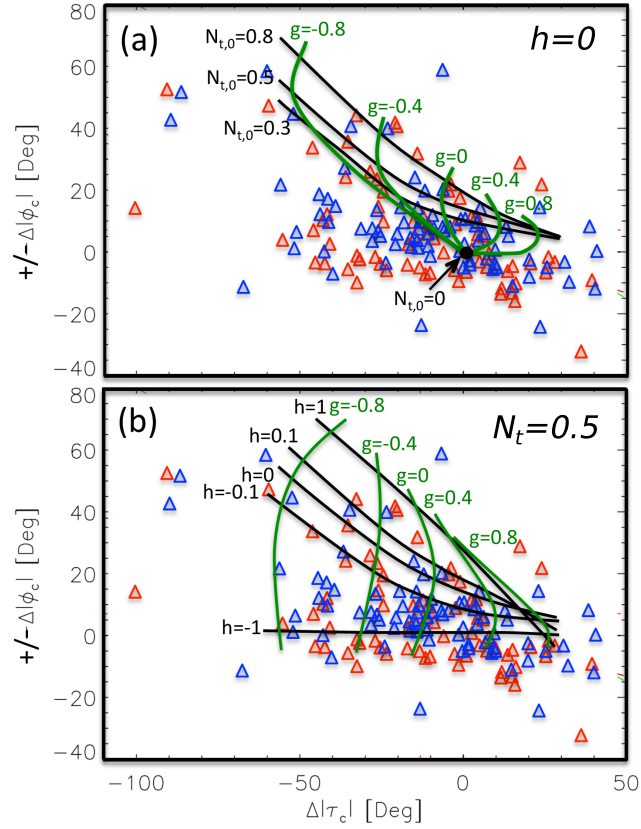 (a)
h=0
N_{t,0}=0.8
g=-0.8
N_{t,0}=0.5
N_{t,0}=0.3
g=-0.4
g=0
g=0.4
g=0.8
N_{t,0}=0
+/-Δ|ϕ_c| [Deg]
80
60
40
20
0
-20
-40
(b)
N_t=0.5
h=1
g=-0.8
h=0.1
h=0
h=-0.1
g=-0.4
g=0
g=0.4
g=0.8
h=-1
+/-Δ|ϕ_c| [Deg]
80
60
40
20
0
-20
-40
-100 -50 0 50
Δ|τ_c| [Deg]